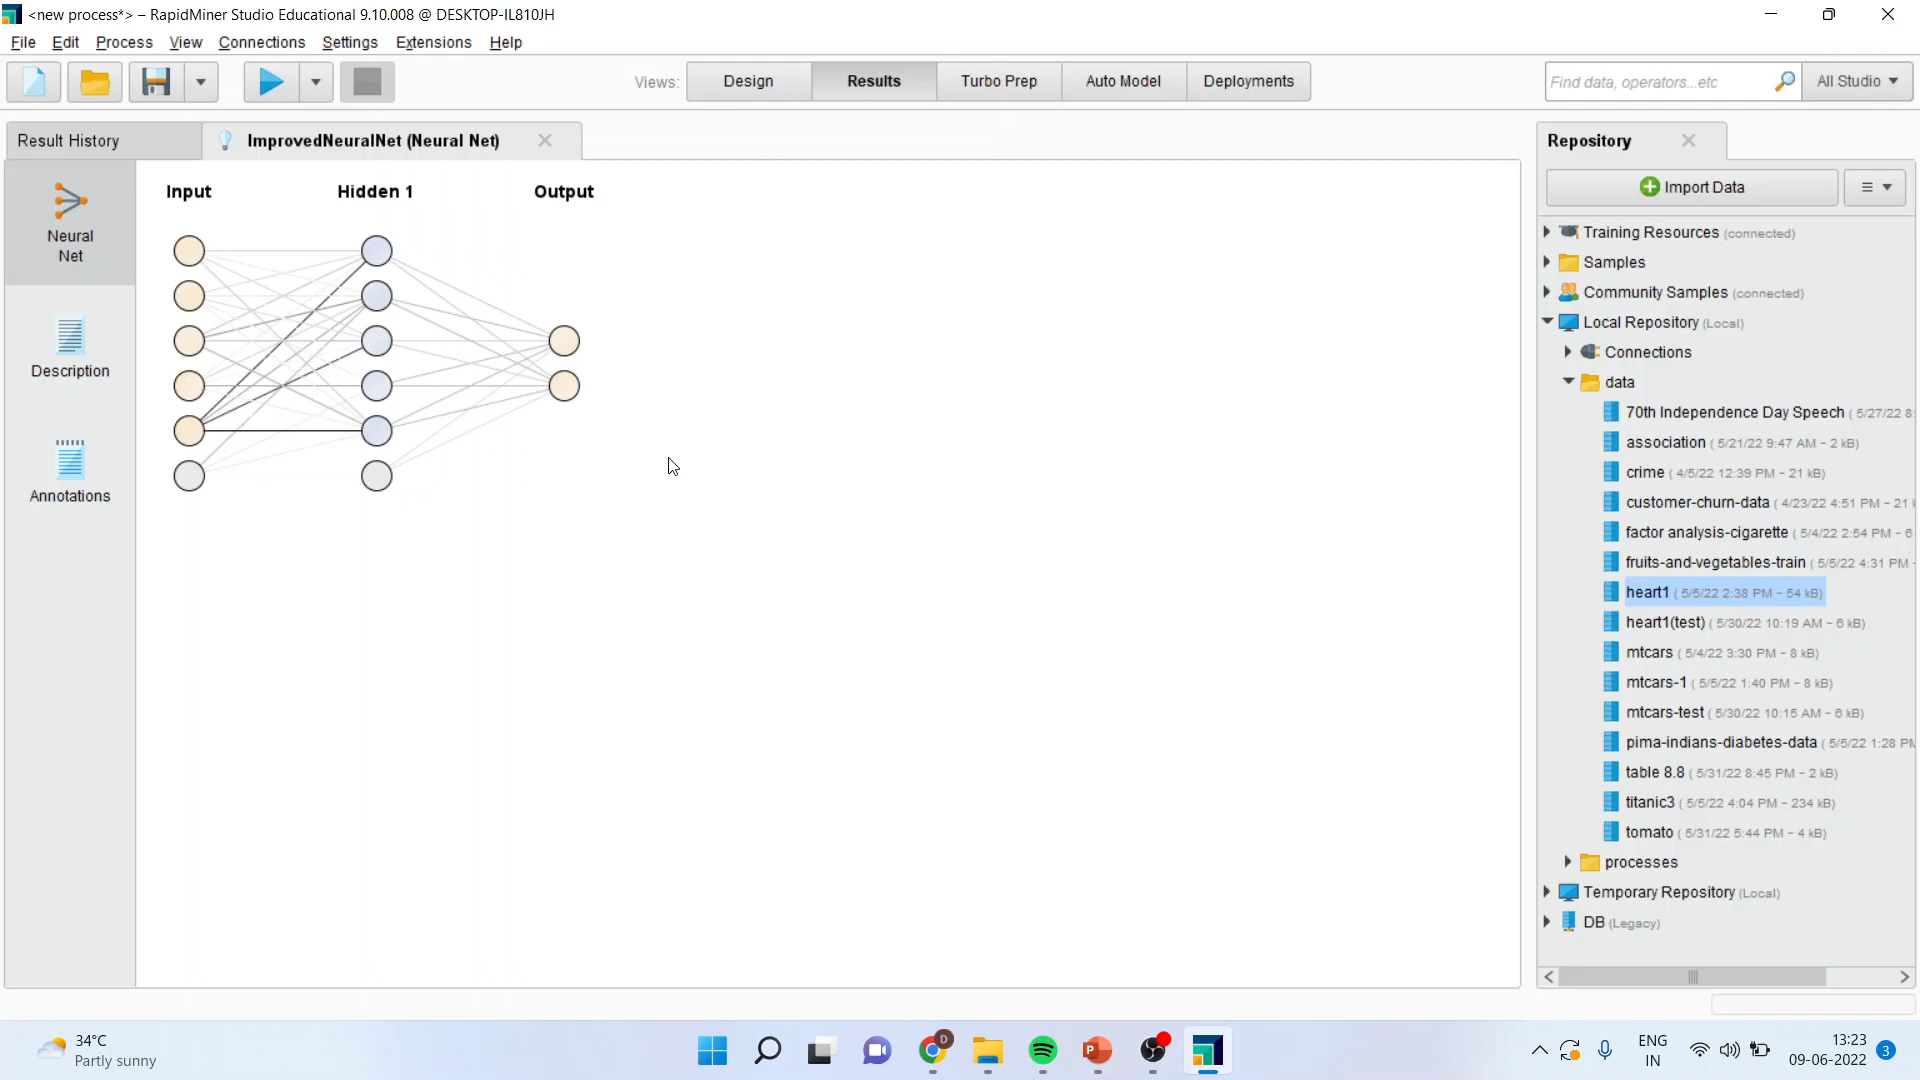 <new process*> – RapidMiner Studio Educational 9.10.008 @ DESKTOP-IL810JH
File Edit Process View Connections Settings Extensions Help
Views: Design Results Turbo Prep Auto Model Deployments
Find data, operators...etc
All Studio
Result History
ImprovedNeuralNet (Neural Net)
Repository
Input Hidden 1 Output
Neural
Net
Description
Annotations
Import Data
Training Resources (connected)
Samples
Community Samples (connected)
Local Repository (Local)
Connections
data
70th Independence Day Speech ( 5/27/22 8:
association ( 5/21/22 9:47 AM – 2 kB)
crime ( 4/5/22 12:39 PM – 21 kB)
customer-churn-data ( 4/23/22 4:51 PM – 21
factor analysis-cigarette ( 5/4/22 2:54 PM – 6
fruits-and-vegetables-train ( 5/5/22 4:31 PM -
heart1 ( 5/5/22 2:38 PM – 54 kB)
heart1(test) ( 5/30/22 10:19 AM – 6 kB)
mtcars ( 5/4/22 3:30 PM – 8 kB)
mtcars-1 ( 5/5/22 1:40 PM – 8 kB)
mtcars-test ( 5/30/22 10:15 AM – 6 kB)
pima-indians-diabetes-data ( 5/5/22 1:28 PM
table 8.8 ( 5/31/22 8:45 PM – 2 kB)
titanic3 ( 5/5/22 4:04 PM – 234 kB)
tomato ( 5/31/22 5:44 PM – 4 kB)
processes
Temporary Repository (Local)
DB (Legacy)
34°C
Partly sunny
D
P
ENG
IN
13:23
09-06-2022
3